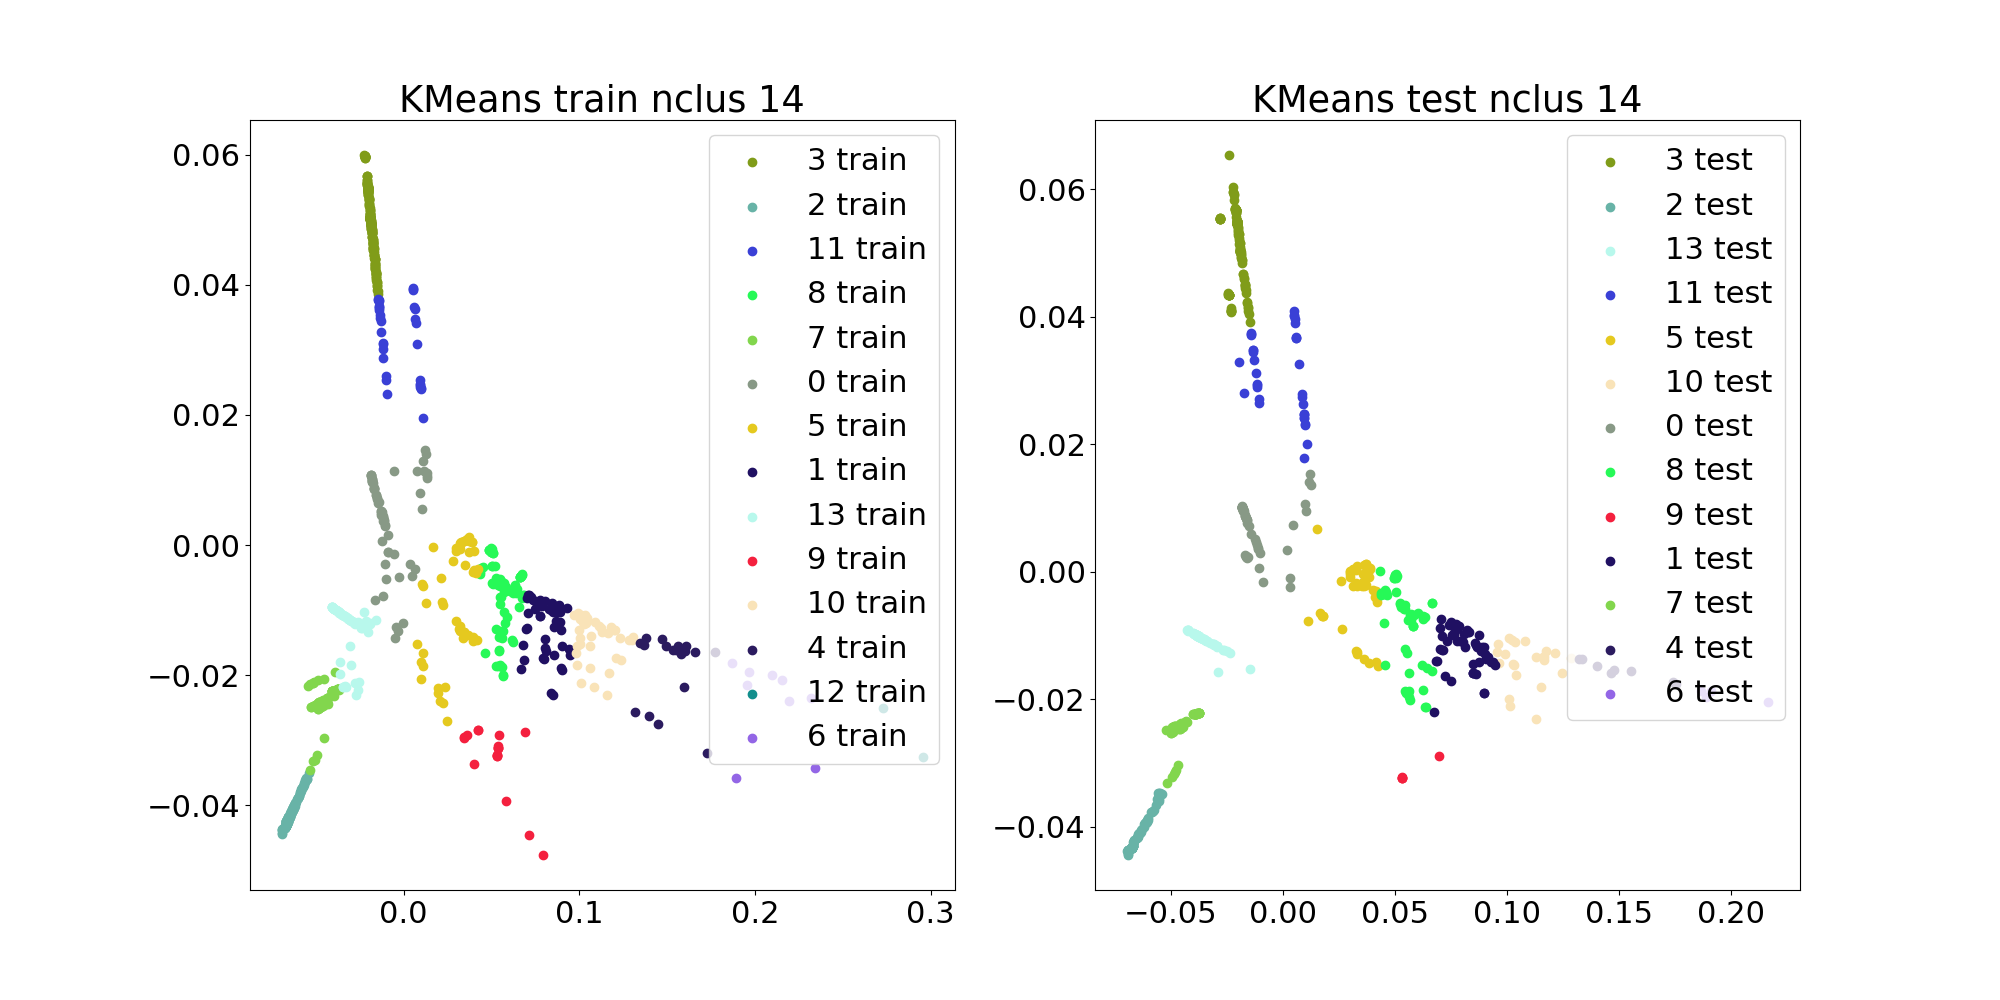 KMeans train nclus 14
0.06
0.04
0.02
0.00
−0.02
−0.04
0.0 0.1 0.2 0.3
3 train
2 train
11 train
8 train
7 train
0 train
5 train
1 train
13 train
9 train
10 train
4 train
12 train
6 train
KMeans test nclus 14
0.06
0.04
0.02
0.00
−0.02
−0.04
−0.05 0.00 0.05 0.10 0.15 0.20
3 test
2 test
13 test
11 test
5 test
10 test
0 test
8 test
9 test
1 test
7 test
4 test
6 test